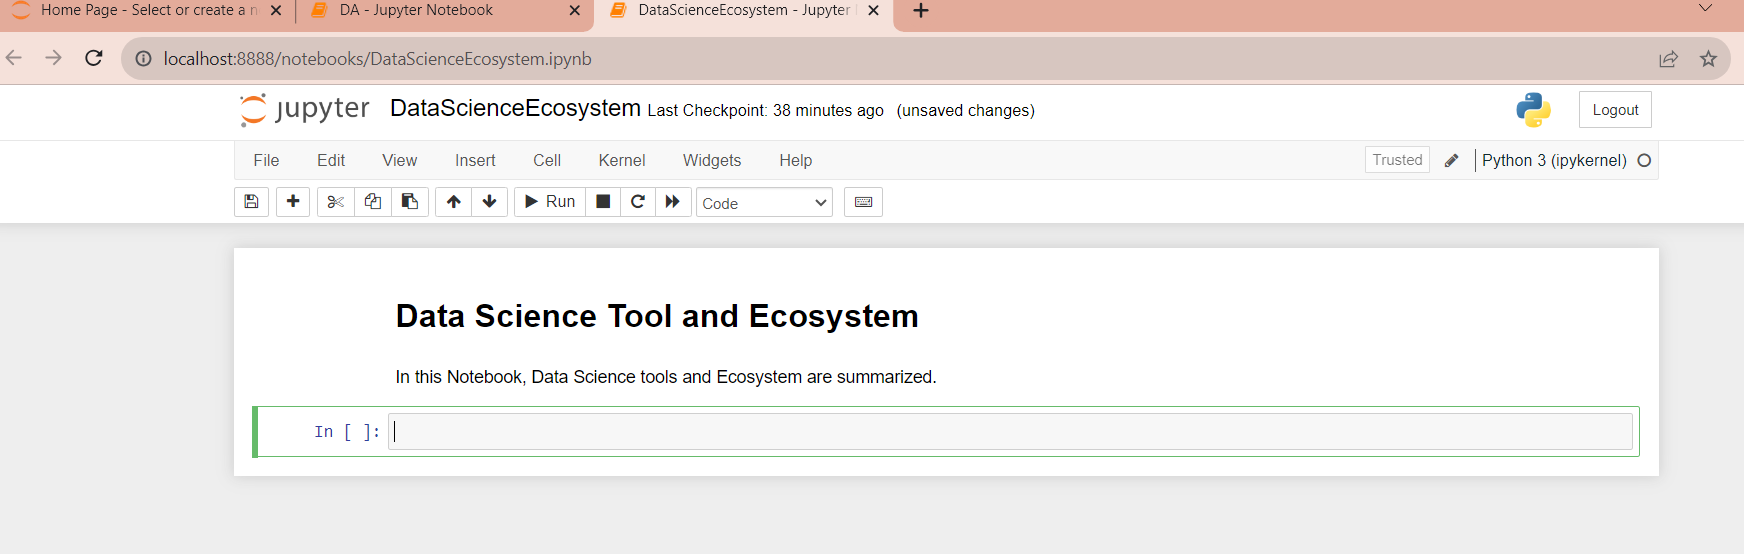 Home Page - Select or create a n
DA - Jupyter Notebook
DataScienceEcosystem - Jupyter
localhost:8888/notebooks/DataScienceEcosystem.ipynb
jupyter DataScienceEcosystem Last Checkpoint: 38 minutes ago (unsaved changes)
Logout
File Edit View Insert Cell Kernel Widgets Help
Trusted Python 3 (ipykernel)
Run Code
Data Science Tool and Ecosystem
In this Notebook, Data Science tools and Ecosystem are summarized.
In [ ]: